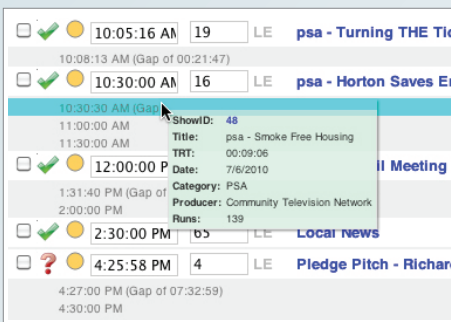 10:05:16 AM 19 LE psa - Turning THE Tid
10:08:13 AM (Gap of 00:21:47)
10:30:00 AM 16 LE psa - Horton Saves E
10:30:30 AM (Gap
11:00:00 AM
11:30:00 AM
ShowID: 48
Title: psa - Smoke Free Housing
TRT: 00:09:06
Date: 7/6/2010
Category: PSA
Producer: Community Television Network
Runs: 139
12:00:00 P il Meeting
1:31:40 PM (Gap of
2:00:00 PM
2:30:00 PM 65 LE Local News
4:25:58 PM 4 LE Pledge Pitch - Richar
4:27:00 PM (Gap of 07:32:59)
4:30:00 PM